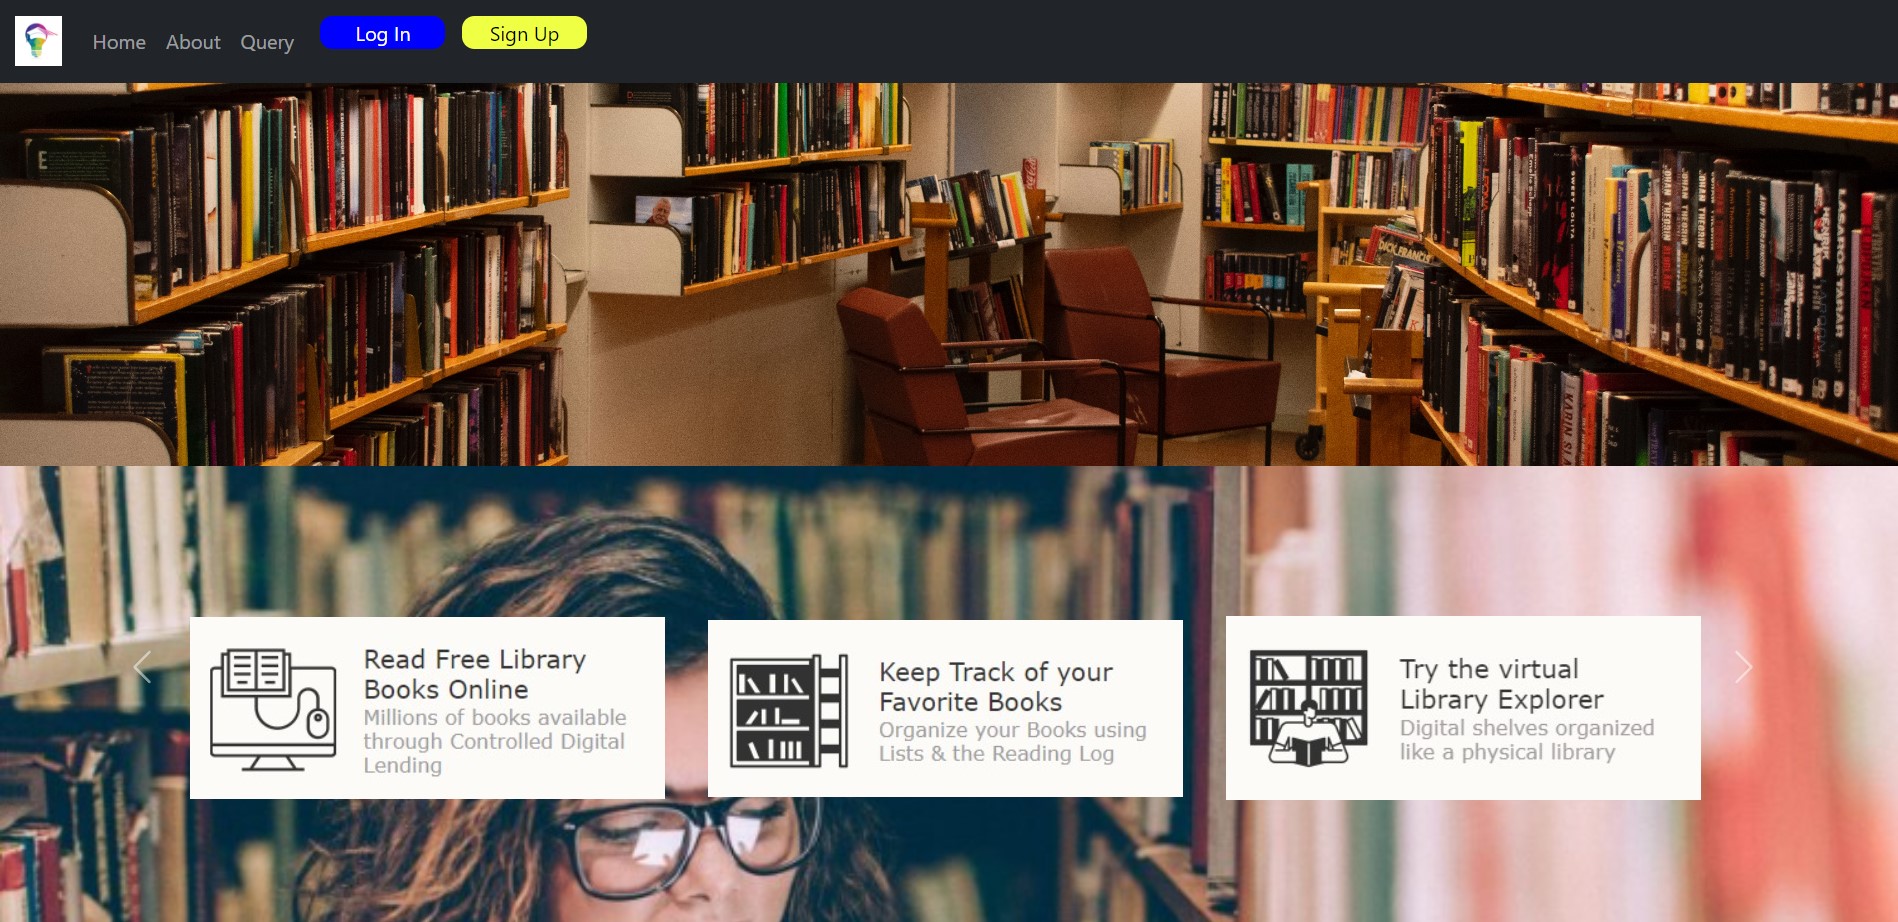 Home About Query Log In Sign Up
DICK FRANCIS
Read Free Library
Books Online
Millions of books available
through Controlled Digital
Lending
Keep Track of your
Favorite Books
Organize your Books using
Lists & the Reading Log
Try the virtual
Library Explorer
Digital shelves organized
like a physical library